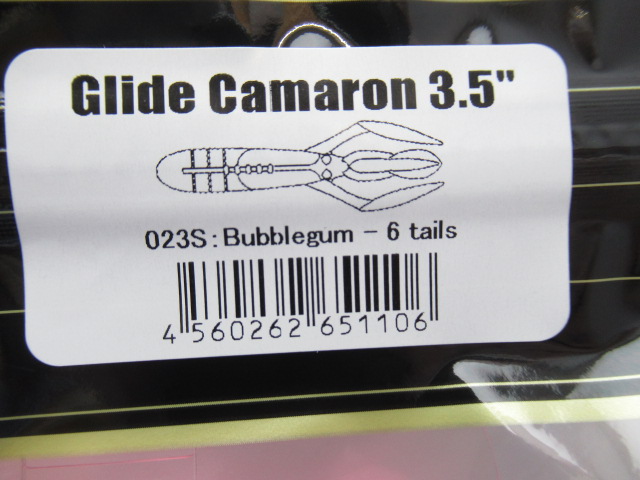 Glide Camaron 3.5"
023S:Bubblegum - 6 tails
4 560262 651106